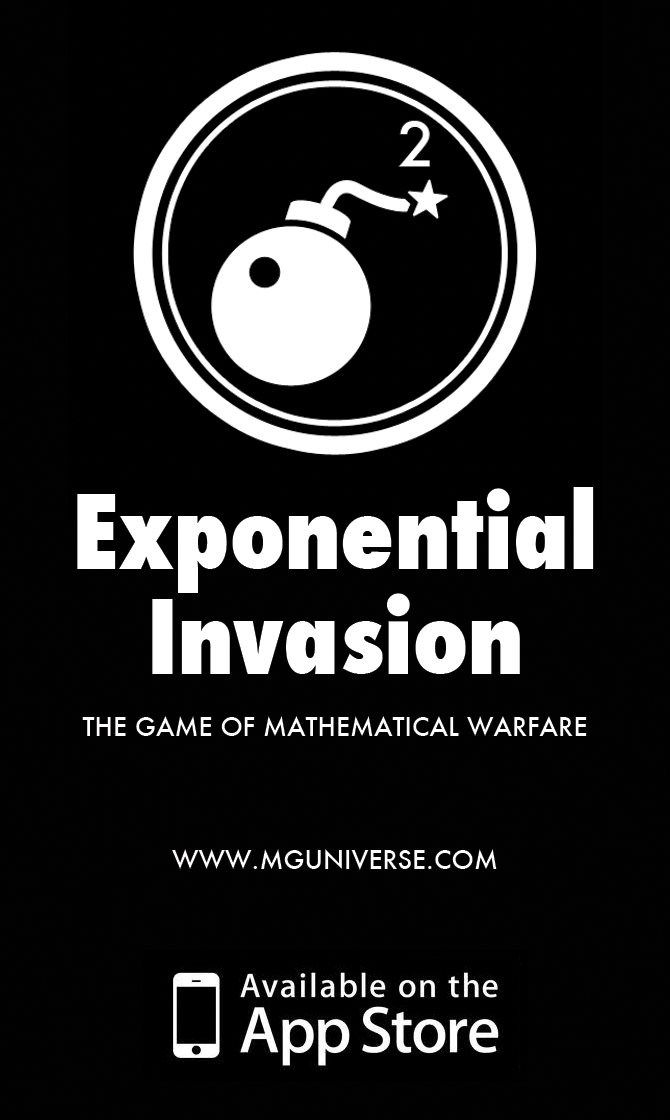 2
Exponential
Invasion
THE GAME OF MATHEMATICAL WARFARE
WWW.MGUNIVERSE.COM
Available on the
App Store